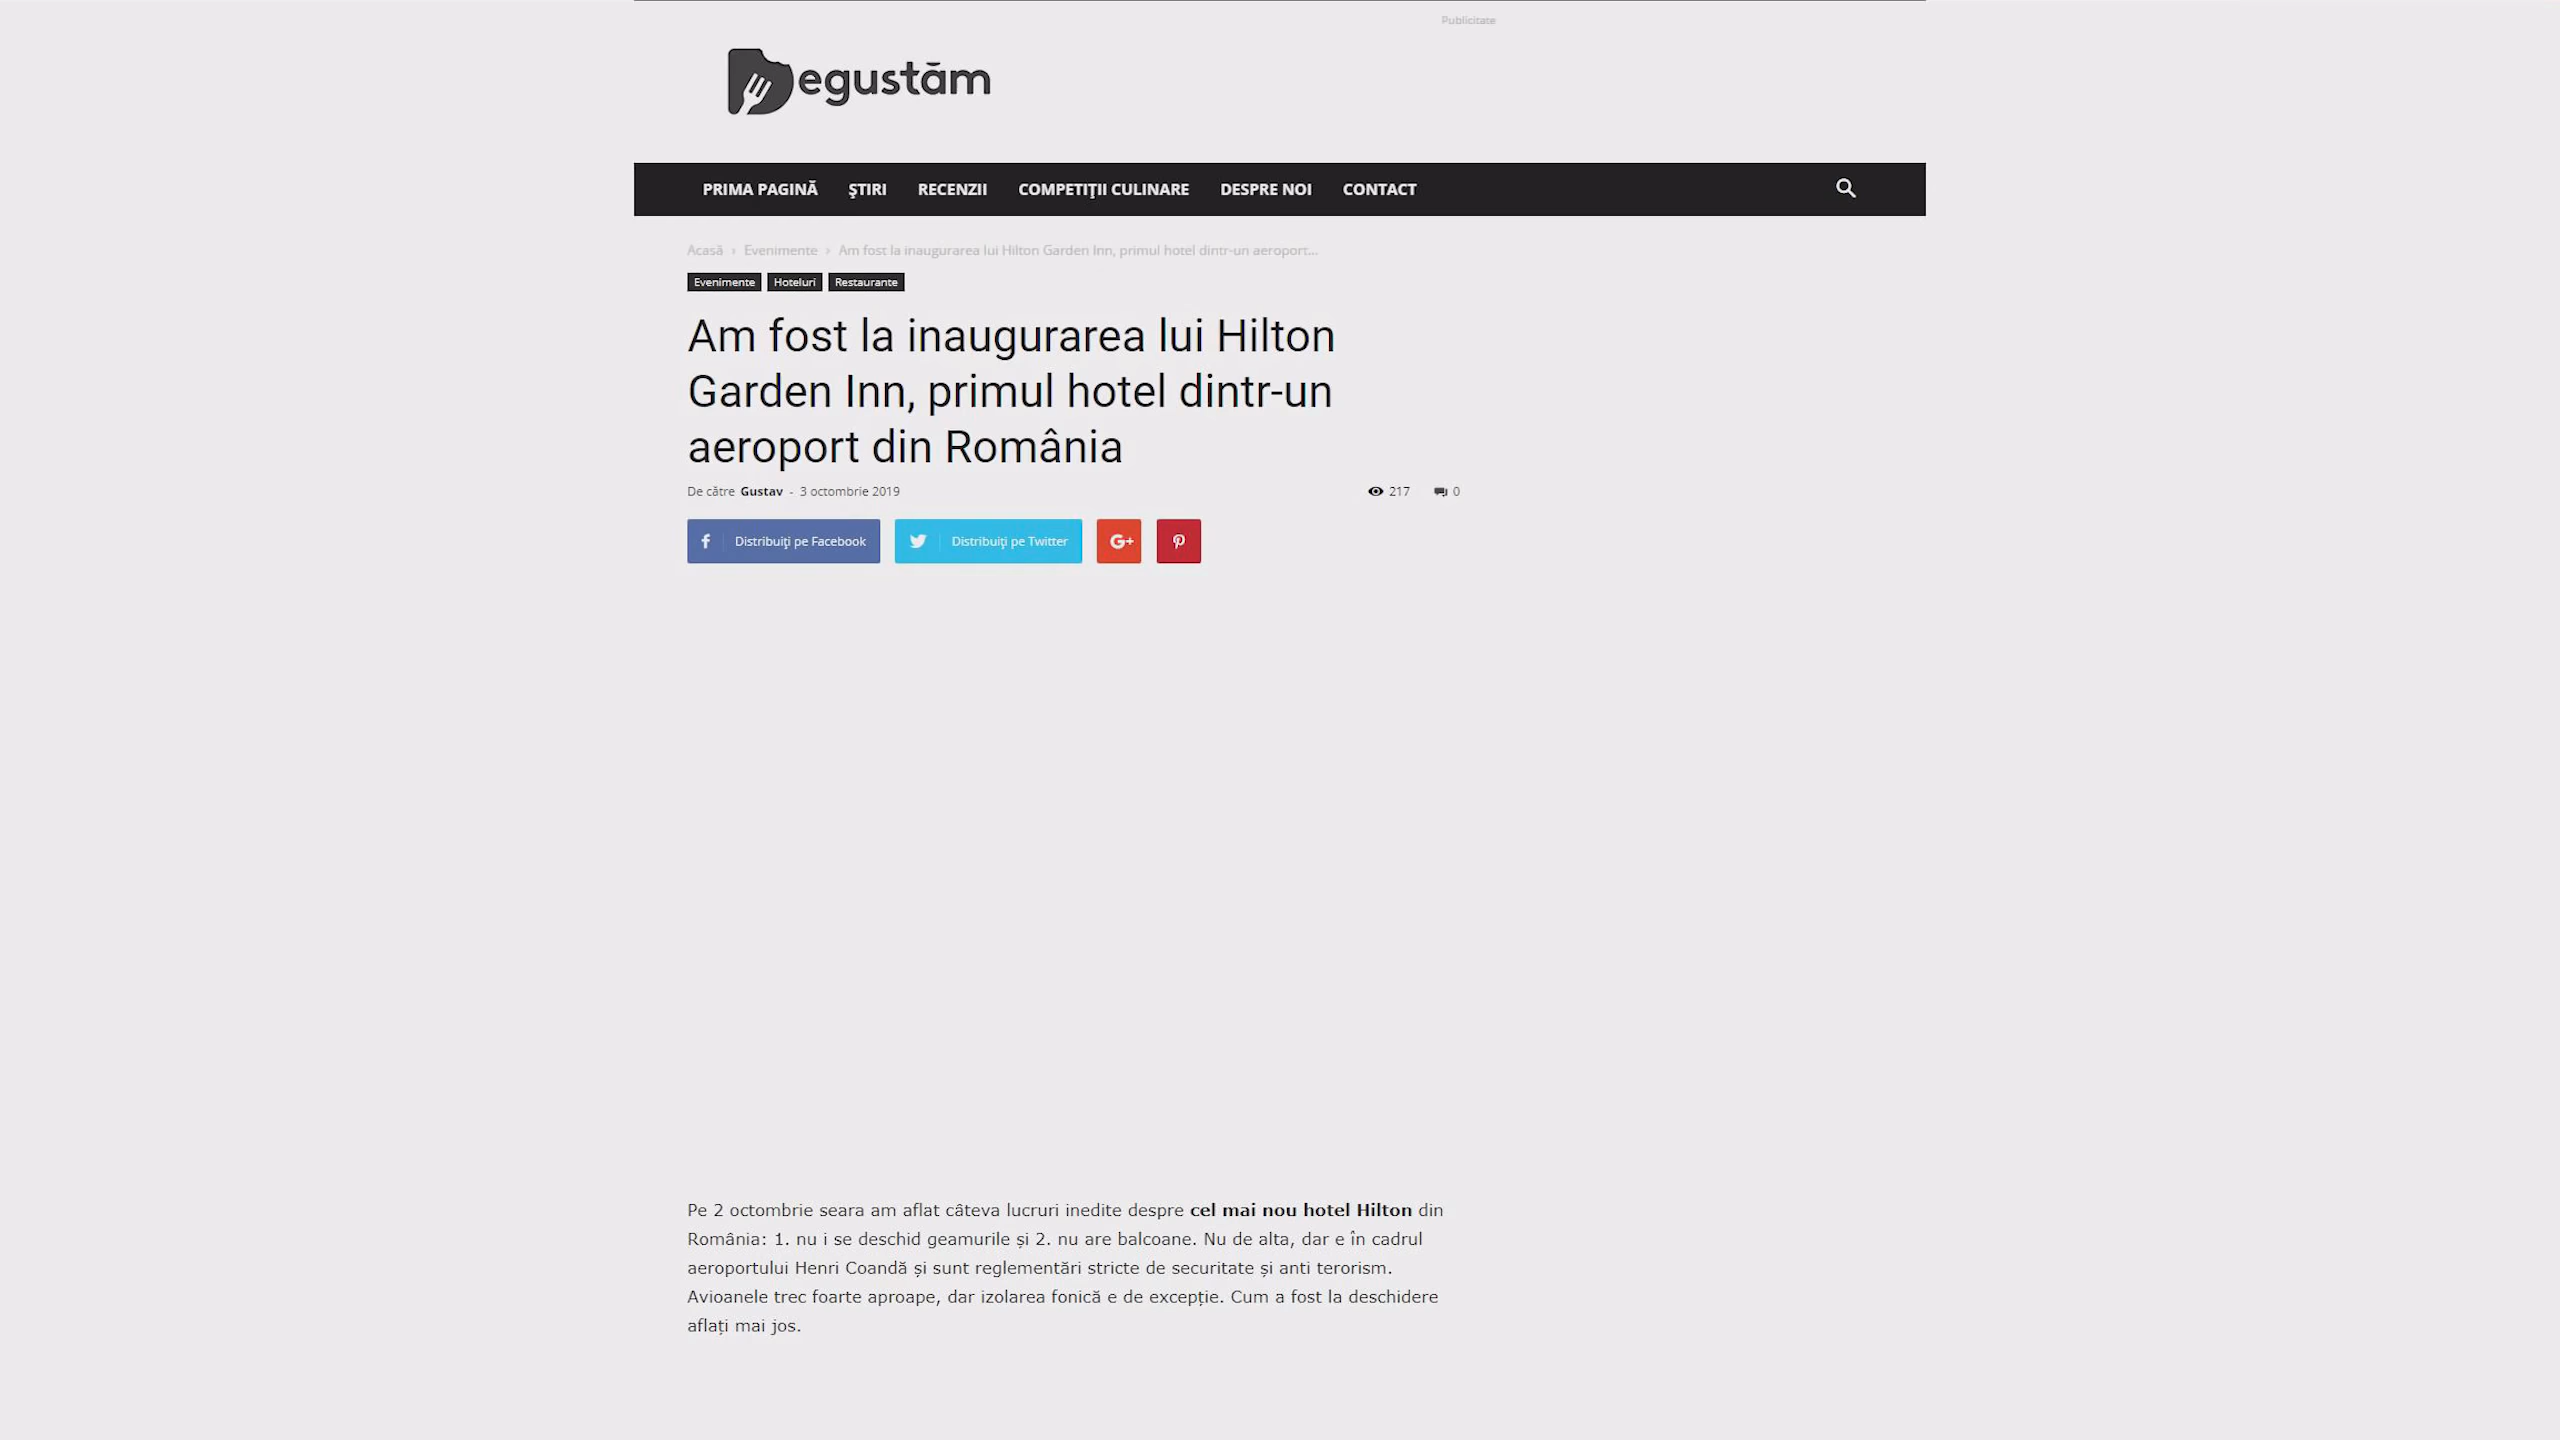 Publicitate
Degustăm
PRIMA PAGINĂ ŞTIRI RECENZII COMPETIŢII CULINARE DESPRE NOI CONTACT
Acasă › Evenimente › Am fost la inaugurarea lui Hilton Garden Inn, primul hotel dintr-un aeroport...
Evenimente Hoteluri Restaurante
Am fost la inaugurarea lui Hilton
Garden Inn, primul hotel dintr-un
aeroport din România
De către Gustav - 3 octombrie 2019 217 0
Distribuiţi pe Facebook Distribuiţi pe Twitter G+
Pe 2 octombrie seara am aflat câteva lucruri inedite despre cel mai nou hotel Hilton din
România: 1. nu i se deschid geamurile și 2. nu are balcoane. Nu de alta, dar e în cadrul
aeroportului Henri Coandă și sunt reglementări stricte de securitate și anti terorism.
Avioanele trec foarte aproape, dar izolarea fonică e de excepție. Cum a fost la deschidere
aflați mai jos.